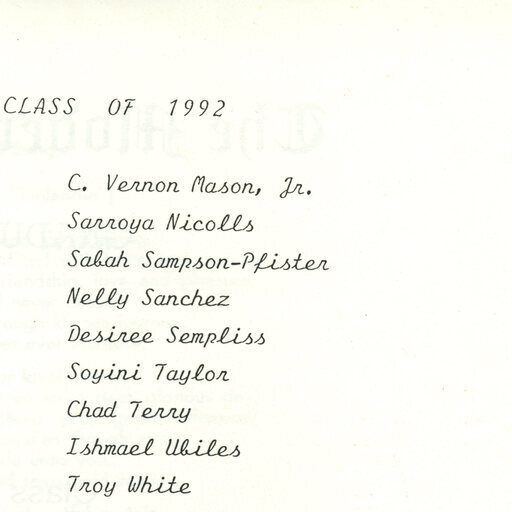 CLASS OF 1992
C. Vernon Mason, Jr.
Sarroya Nicolls
Sabah Sampson-Pfister
Nelly Sanchez
Desiree Sempliss
Soyini Taylor
Chad Terry
Ishmael Ubiles
Troy White